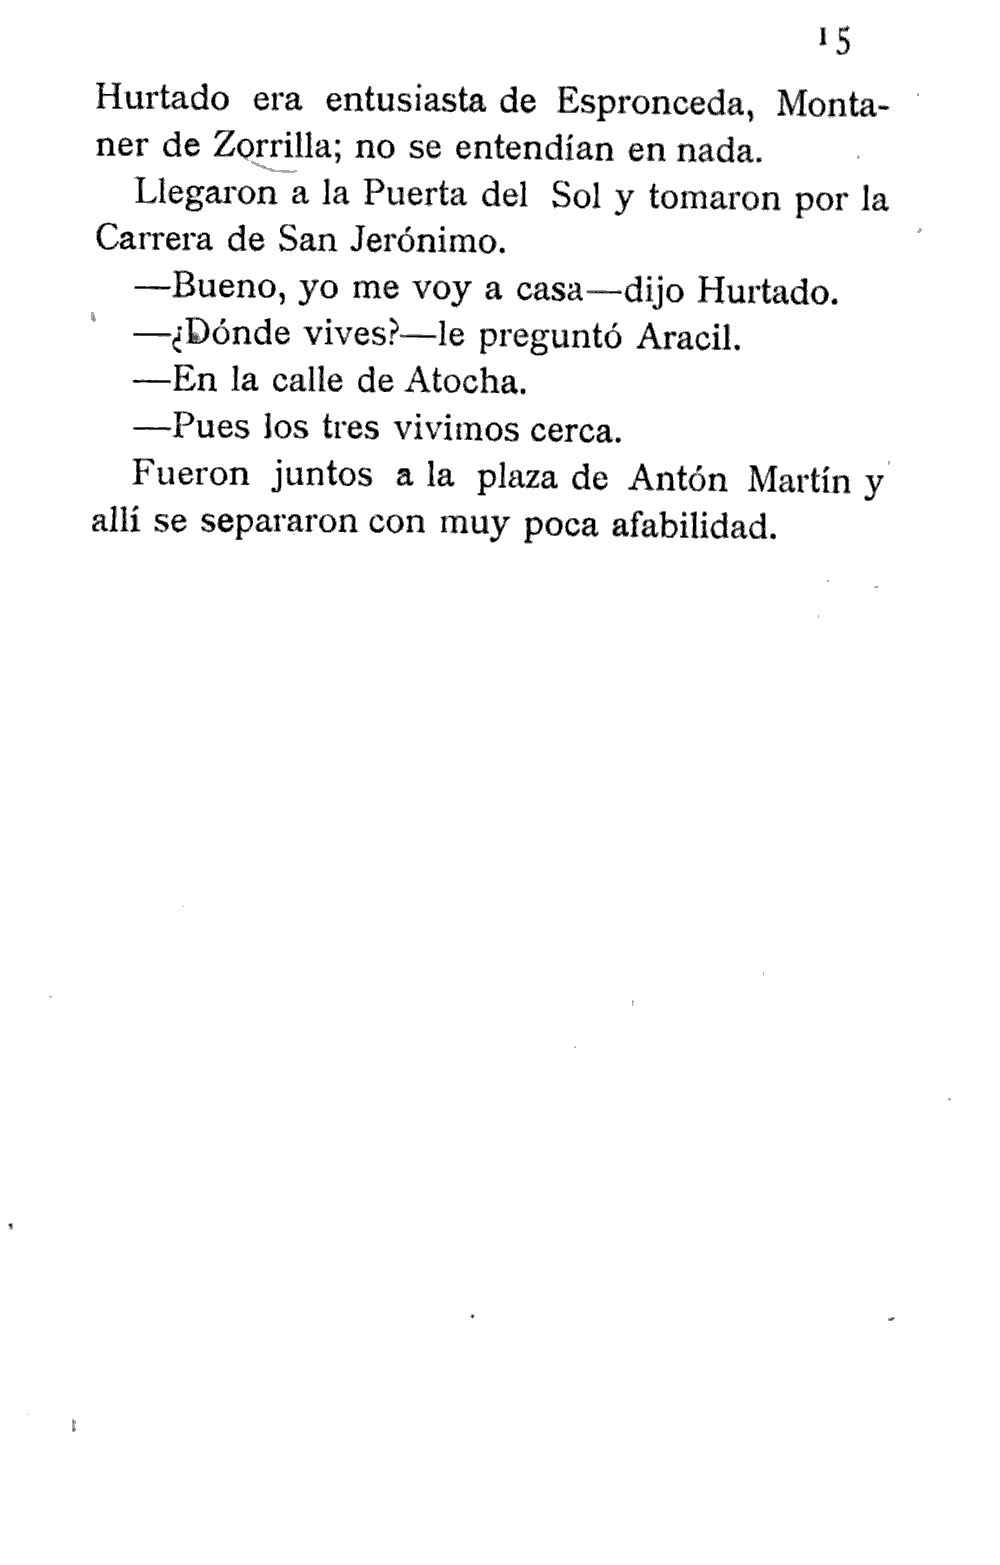 15
Hurtado era entusiasta de Espronceda, Monta-
ner de Zorrilla; no se entendían en nada.
Llegaron a la Puerta del Sol y tomaron por la
Carrera de San Jerónimo.
—Bueno, yo me voy a casa—dijo Hurtado.
—¿Dónde vives?—le preguntó Aracil.
—En la calle de Atocha.
—Pues los tres vivimos cerca.
Fueron juntos a la plaza de Antón Martín y
allí se separaron con muy poca afabilidad.